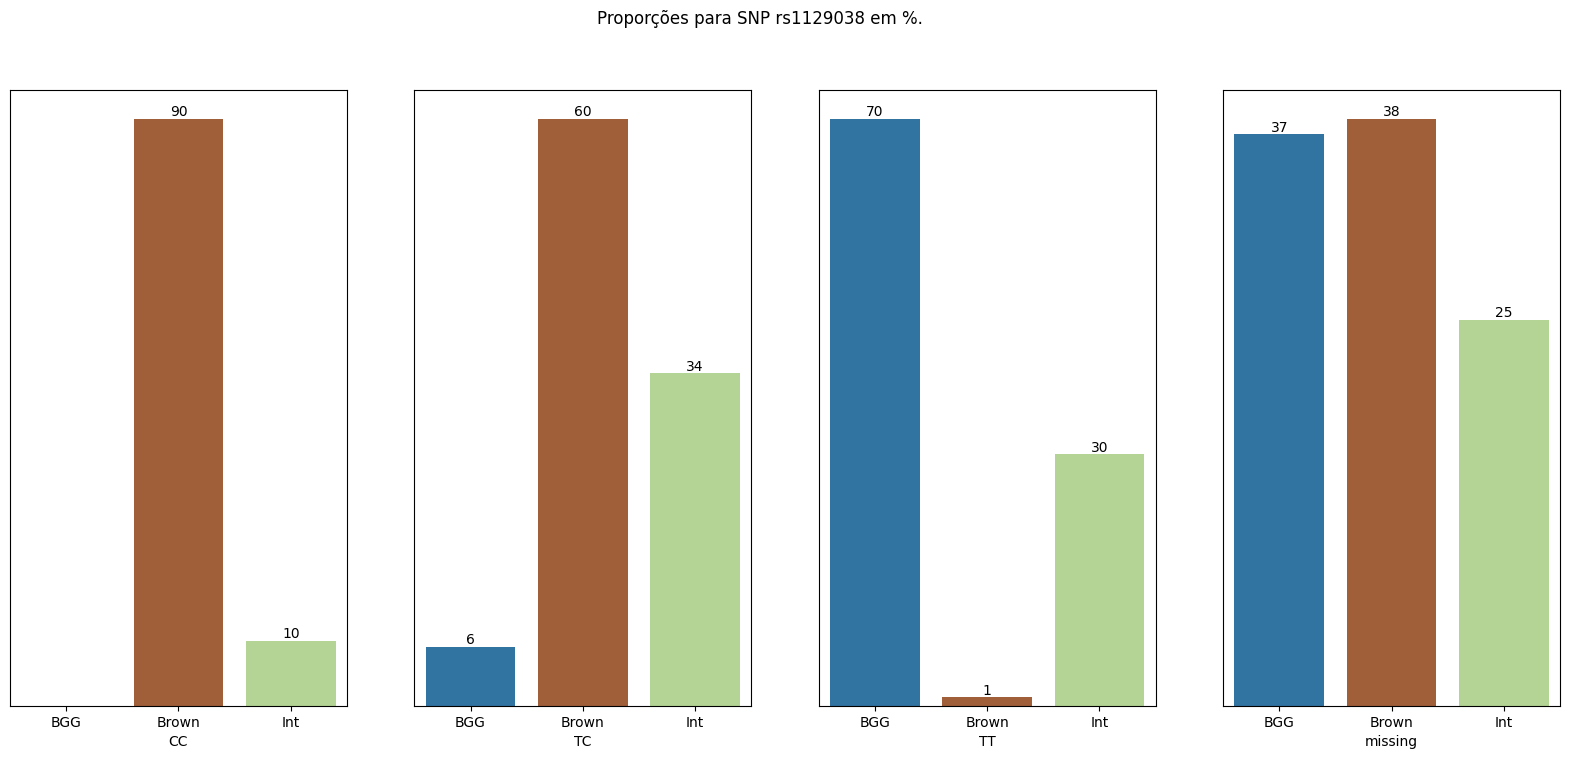 Proporções para SNP rs1129038 em %.
90
10
BGG Brown Int
CC
60
34
6
BGG Brown Int
TC
70
30
1
BGG Brown Int
TT
38
37
25
BGG Brown Int
missing